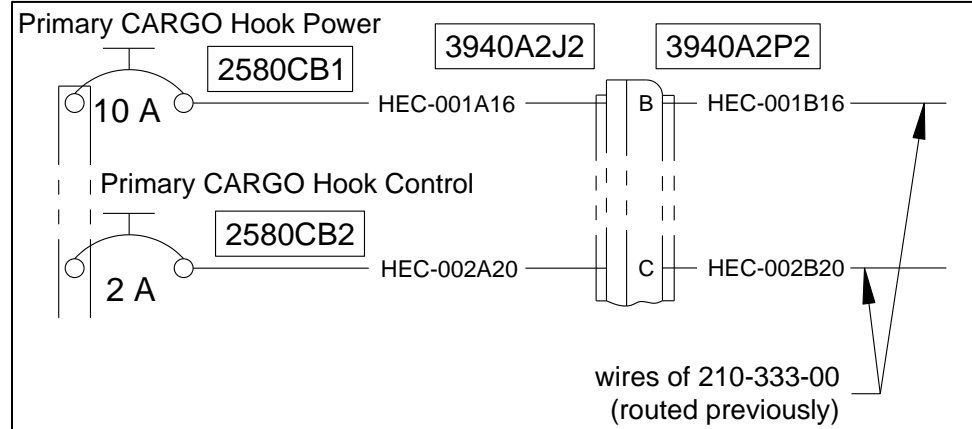 Primary CARGO Hook Power
2580CB1
3940A2J2
3940A2P2
10 A
HEC-001A16
B
HEC-001B16
Primary CARGO Hook Control
2580CB2
2 A
HEC-002A20
C
HEC-002B20
wires of 210-333-00
(routed previously)